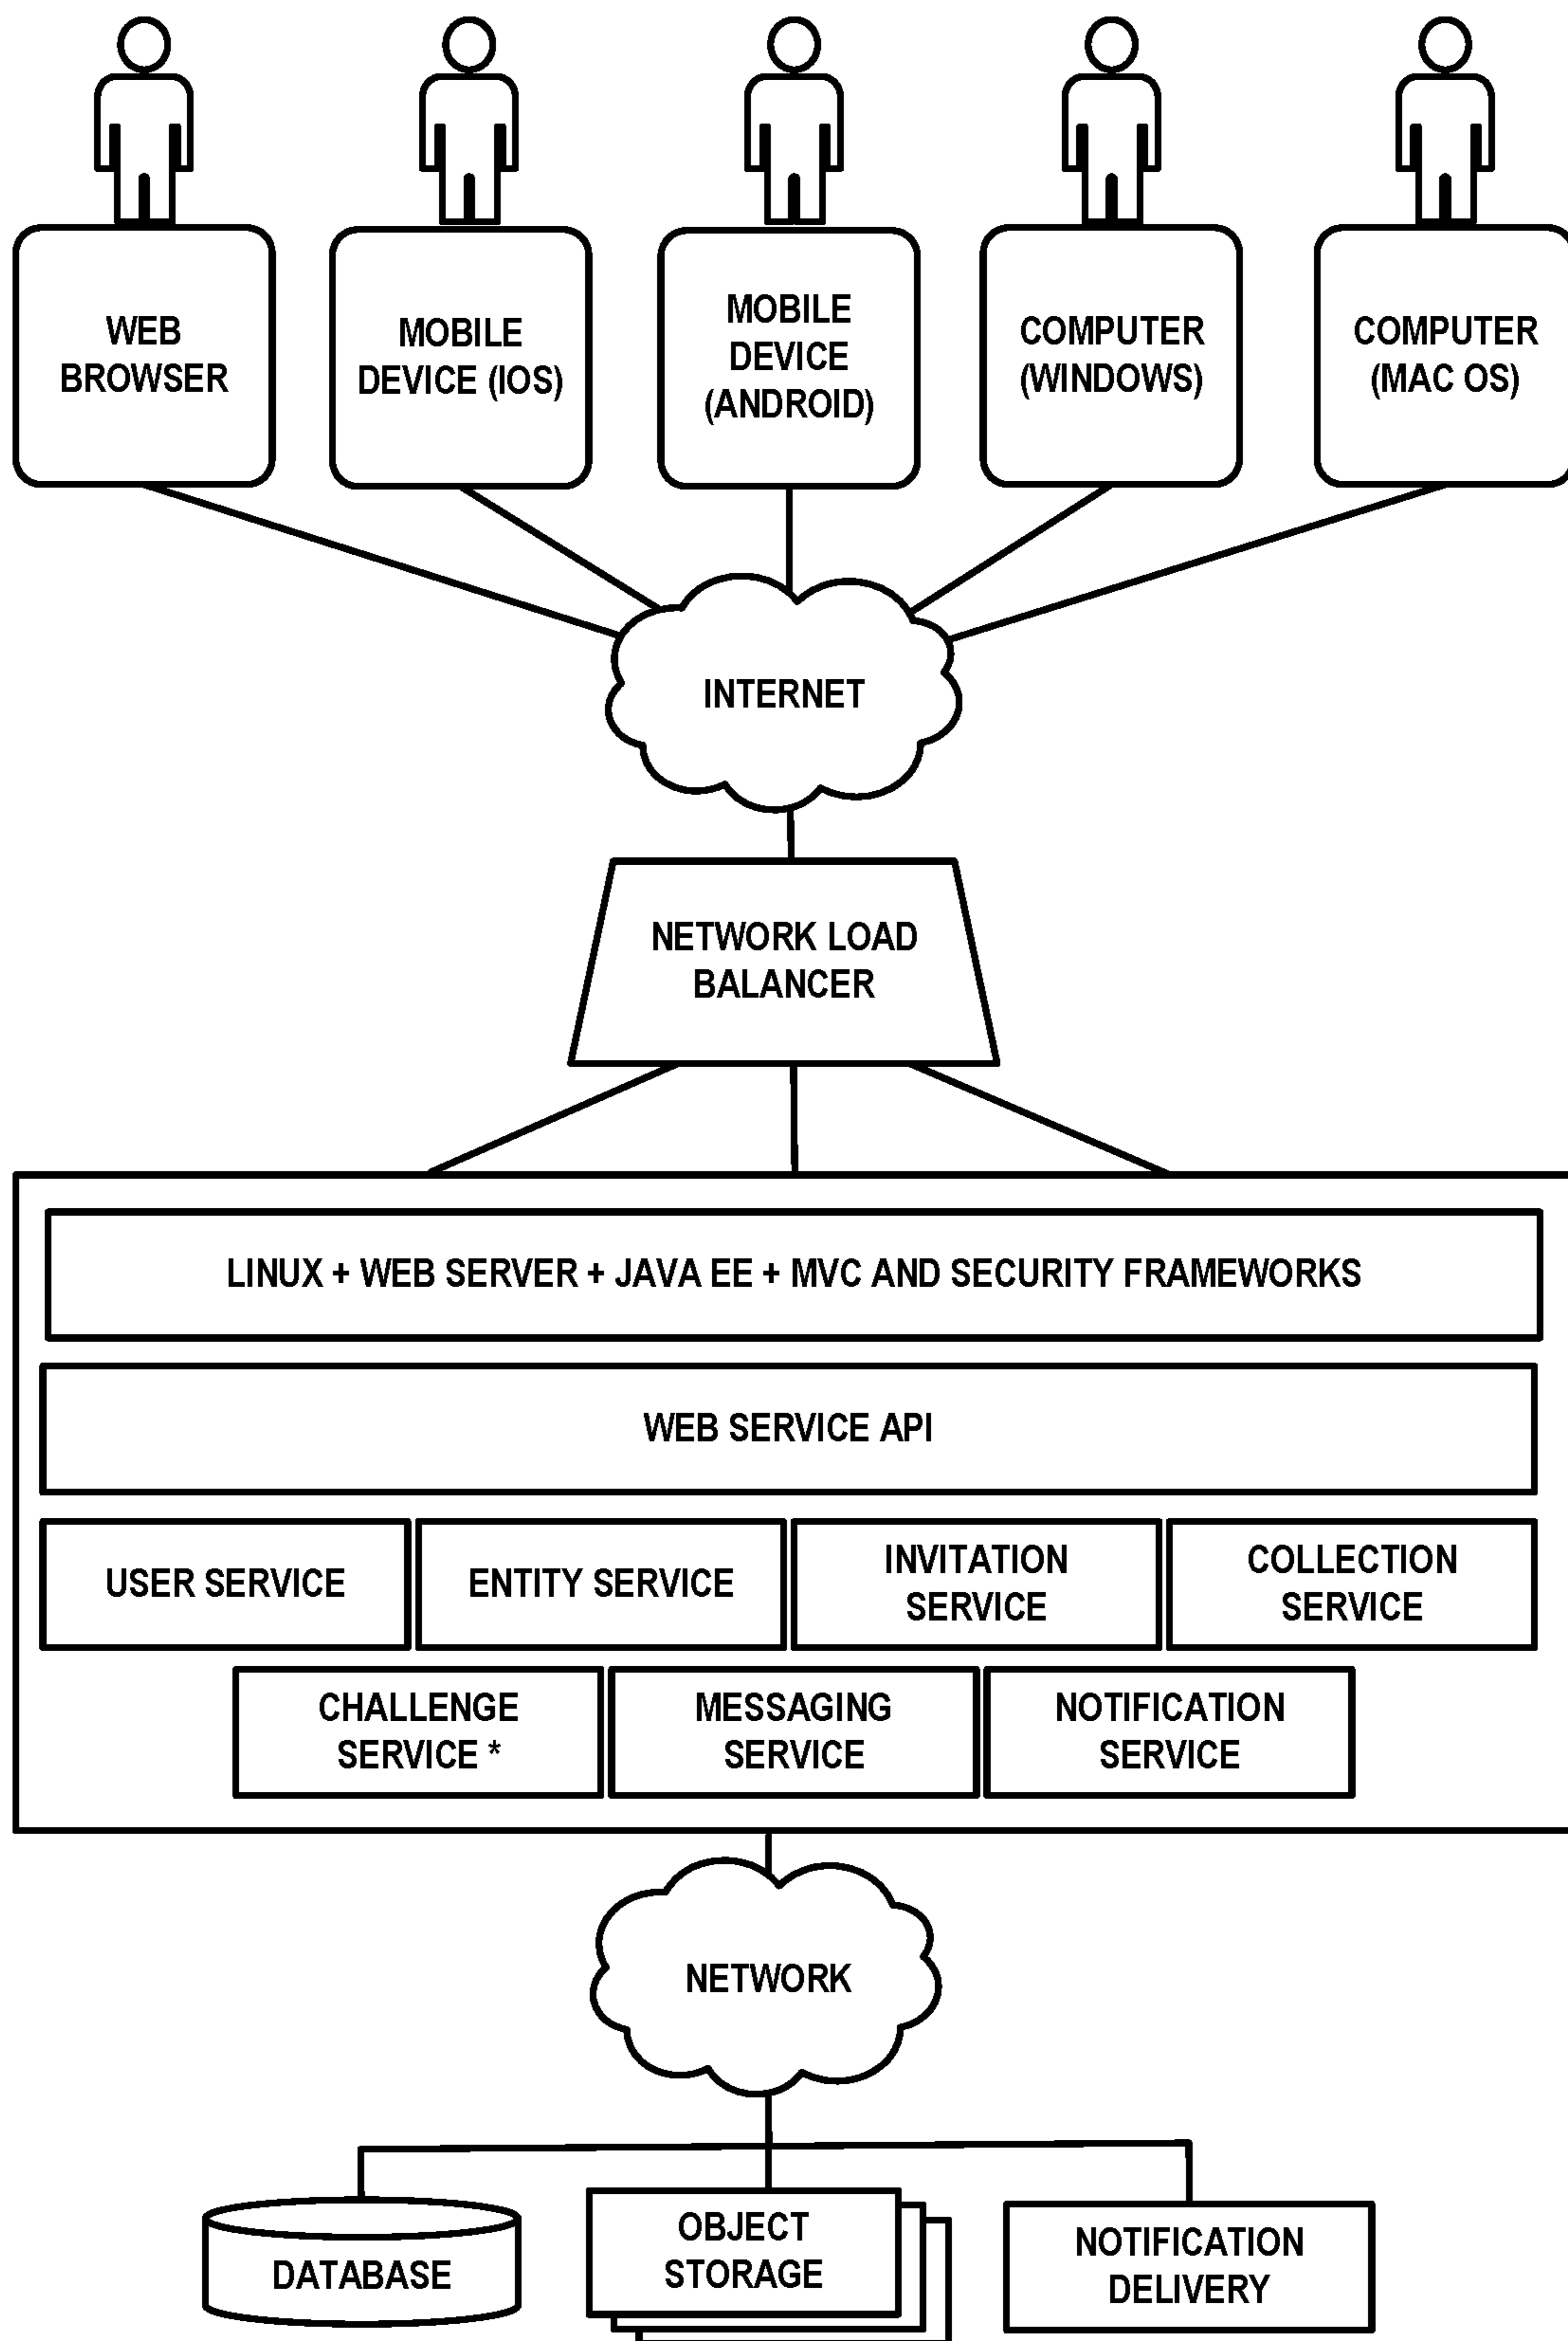 WEB
BROWSER
MOBILE
DEVICE (IOS)
MOBILE
DEVICE
(ANDROID)
COMPUTER
(WINDOWS)
COMPUTER
(MAC OS)
INTERNET
NETWORK LOAD
BALANCER
LINUX + WEB SERVER + JAVA EE + MVC AND SECURITY FRAMEWORKS
WEB SERVICE API
USER SERVICE
ENTITY SERVICE
INVITATION
SERVICE
COLLECTION
SERVICE
CHALLENGE
SERVICE *
MESSAGING
SERVICE
NOTIFICATION
SERVICE
NETWORK
DATABASE
OBJECT
STORAGE
NOTIFICATION
DELIVERY